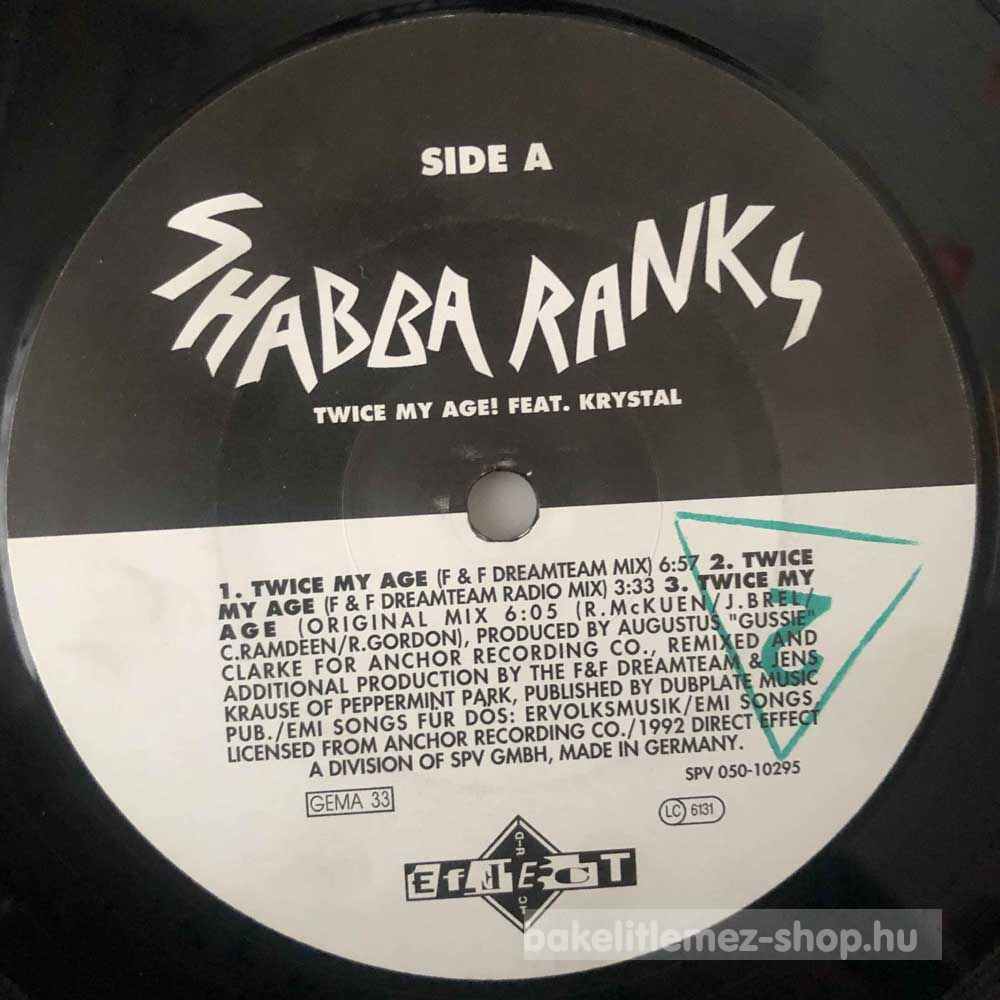 SIDE A
SHABBA RANKS
TWICE MY AGE! FEAT. KRYSTAL
1. TWICE MY AGE (F & F DREAMTEAM MIX) 6:57 2. TWICE
MY AGE (F & F DREAMTEAM RADIO MIX) 3:33 3. TWICE MY
AGE (ORIGINAL MIX 6:05 (R. McKUEN/J.BREL/
C.RAMDEEN/R.GORDON), PRODUCED BY AUGUSTUS "GUSSIE"
CLARKE FOR ANCHOR RECORDING CO., REMIXED AND
ADDITIONAL PRODUCTION BY THE F&F DREAMTEAM & JENS
KRAUSE OF PEPPERMINT PARK, PUBLISHED BY DUBPLATE MUSIC
PUB./EMI SONGS FÜR DÖS: ERVOLKSMUSIK/EMI SONGS,
LICENSED FROM ANCHOR RECORDING CO./1992 DIRECT EFFECT
A DIVISION OF SPV GMBH, MADE IN GERMANY.
SPV 050-10295
GEMA 33
LC 6131
EFFECT
bakelitlemez-shop.hu